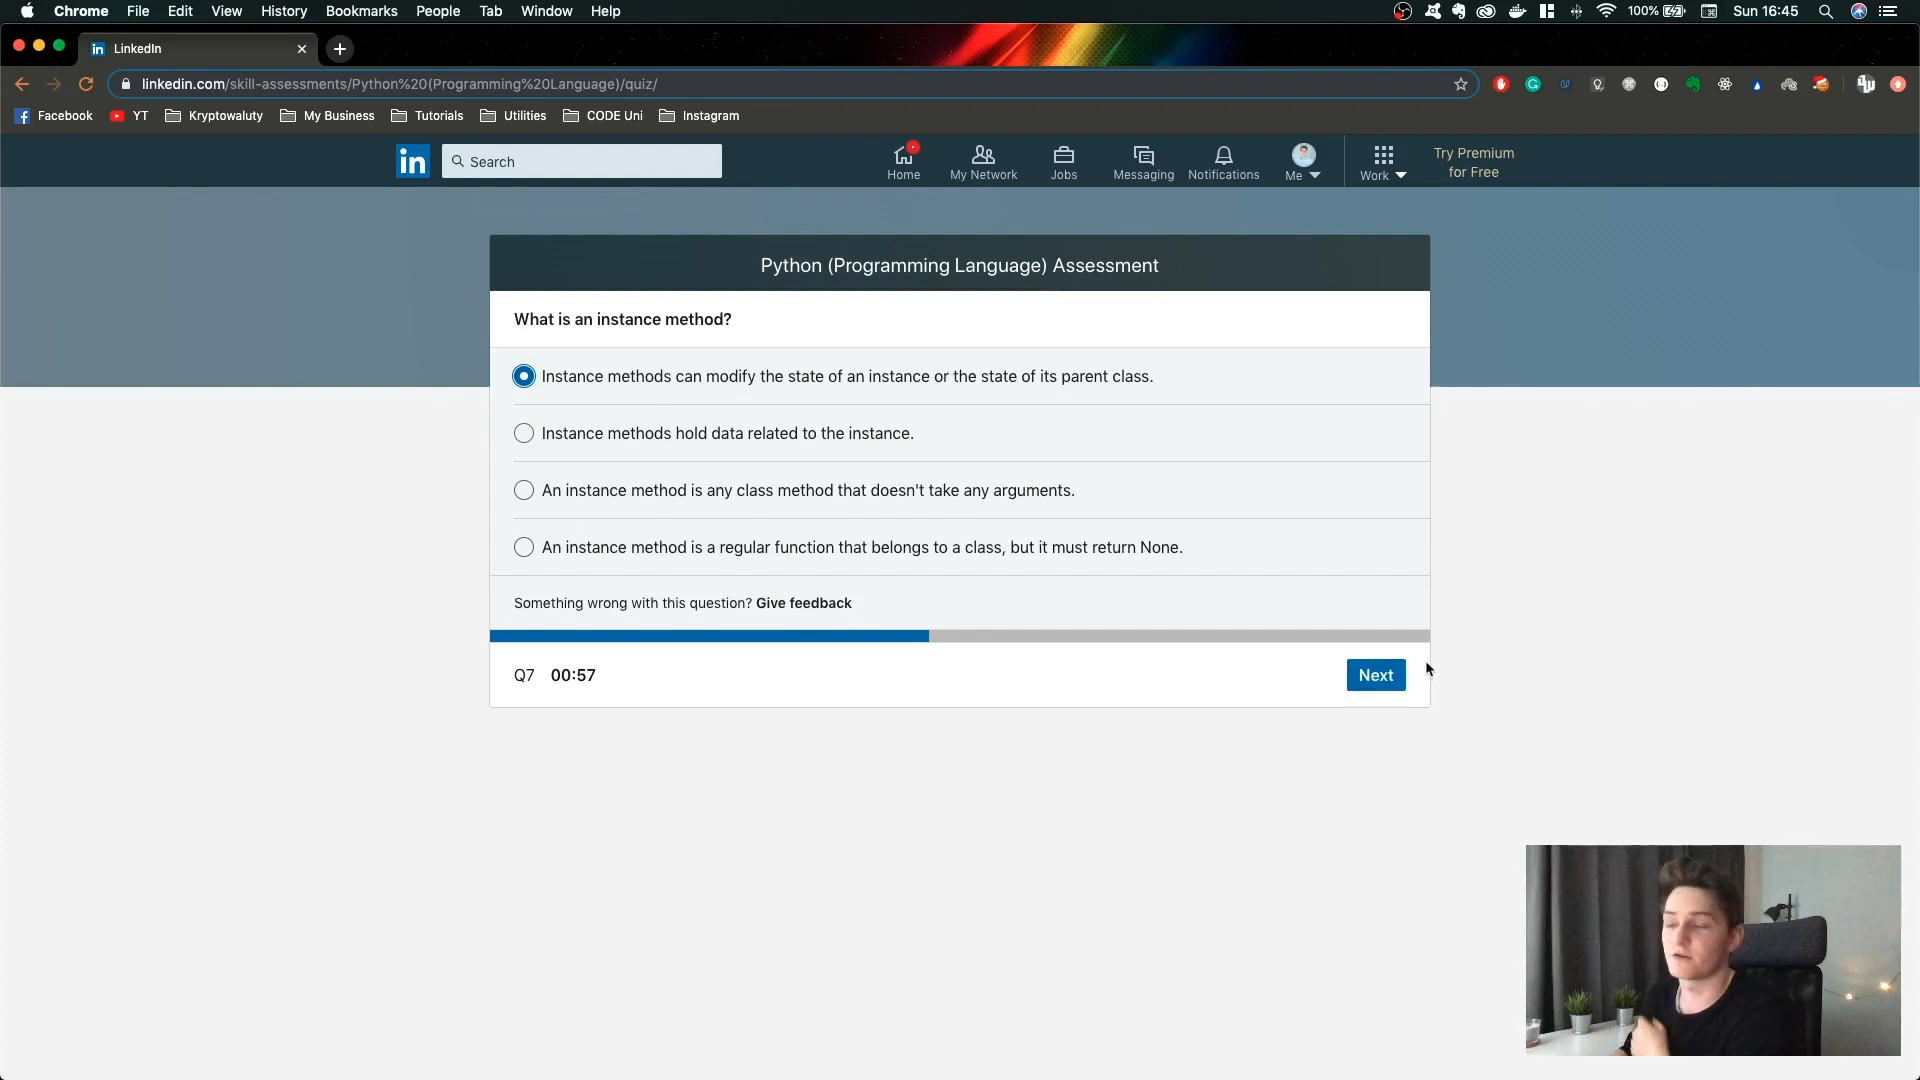 Chrome File Edit View History Bookmarks People Tab Window Help
100% Sun 16:45
LinkedIn
linkedin.com/skill-assessments/Python%20(Programming%20Language)/quiz/
Facebook YT Kryptowaluty My Business Tutorials Utilities CODE Uni Instagram
in Search
Home My Network Jobs Messaging Notifications Me Work Try Premium for Free
Python (Programming Language) Assessment
What is an instance method?
Instance methods can modify the state of an instance or the state of its parent class.
Instance methods hold data related to the instance.
An instance method is any class method that doesn't take any arguments.
An instance method is a regular function that belongs to a class, but it must return None.
Something wrong with this question? Give feedback
Q7 00:57 Next